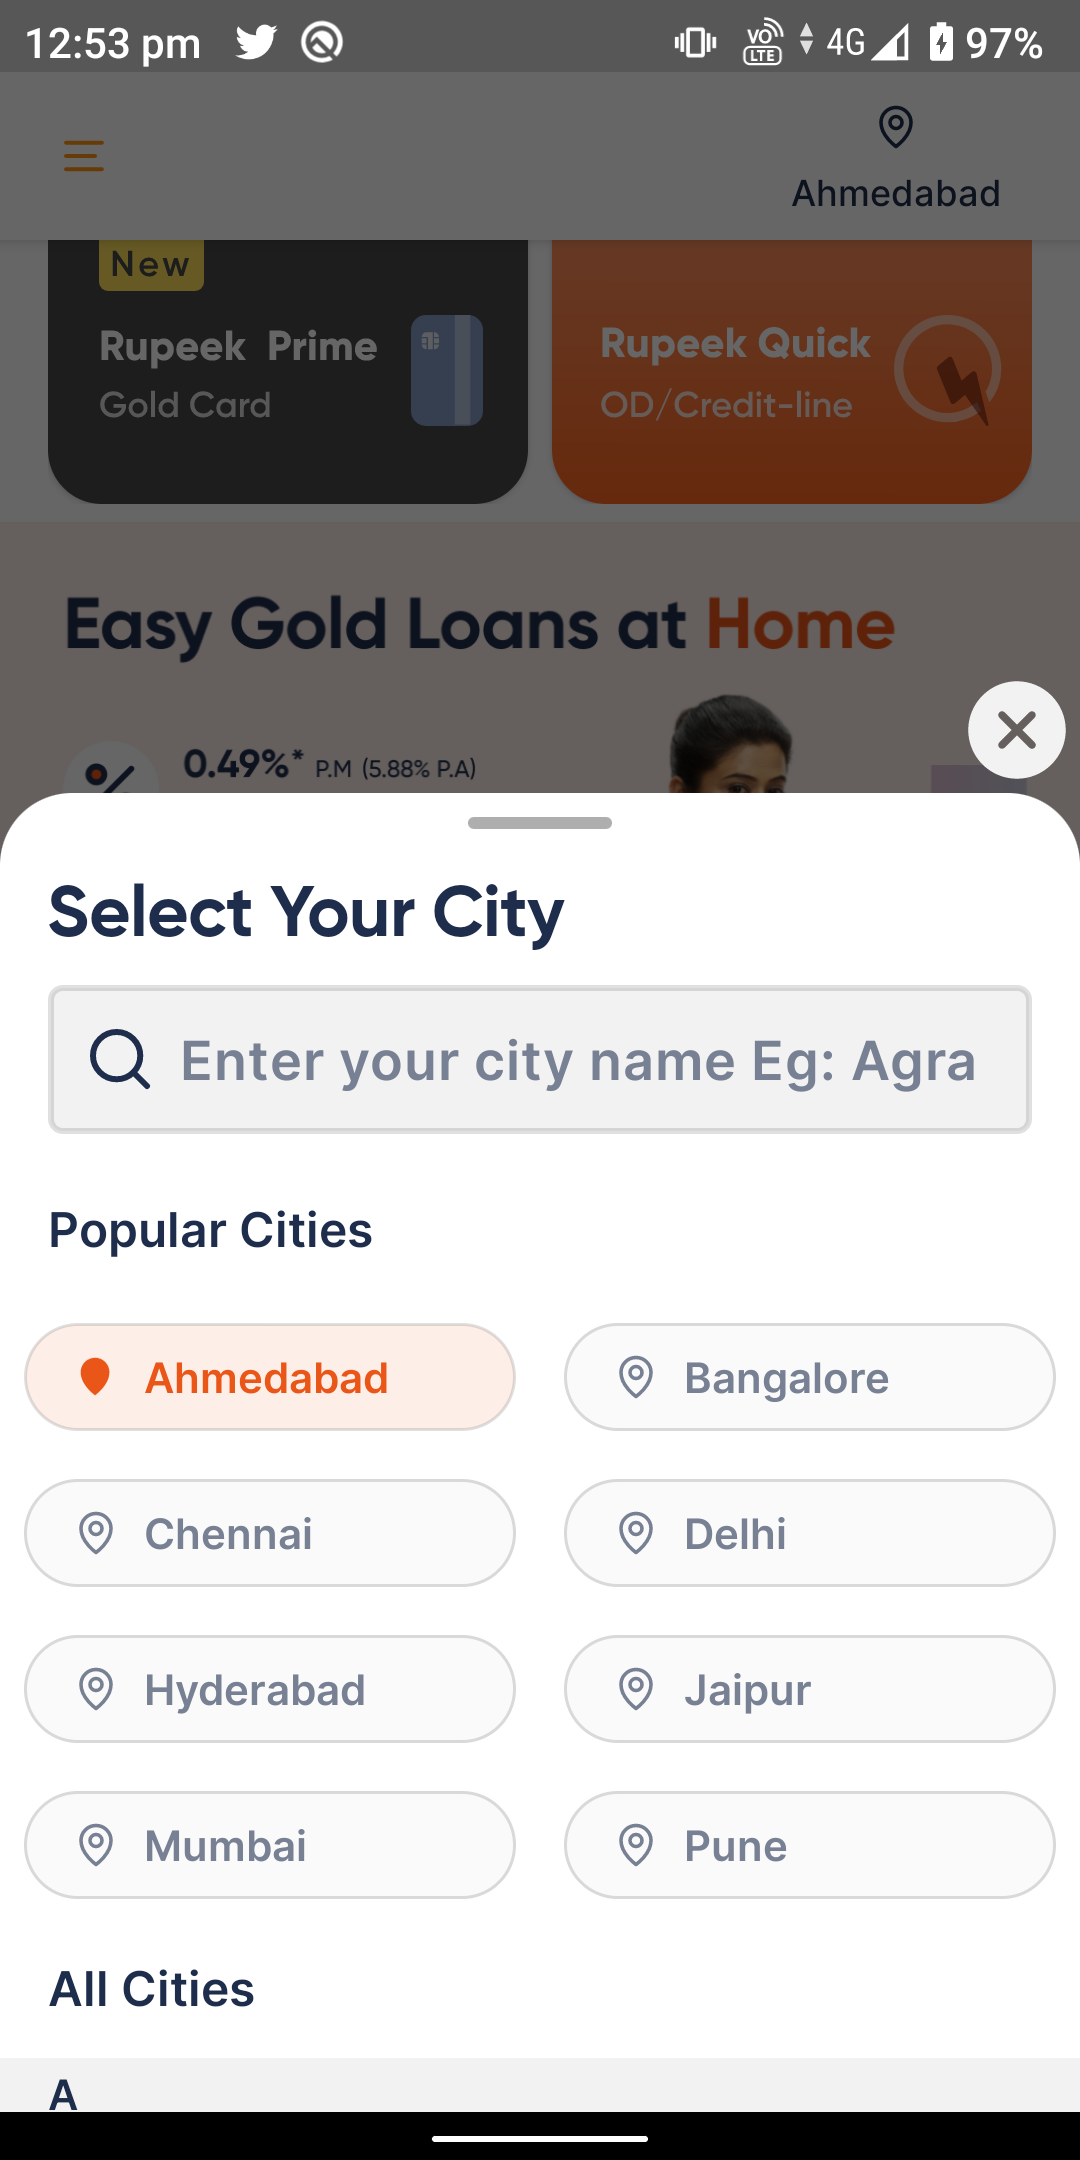 12:53 pm
VO LTE 4G 97%
Ahmedabad
New
Rupeek Prime
Gold Card
Rupeek Quick
OD/Credit-line
Easy Gold Loans at Home
0.49%* P.M (5.88% P.A)
Select Your City
Enter your city name Eg: Agra
Popular Cities
Ahmedabad
Bangalore
Chennai
Delhi
Hyderabad
Jaipur
Mumbai
Pune
All Cities
A